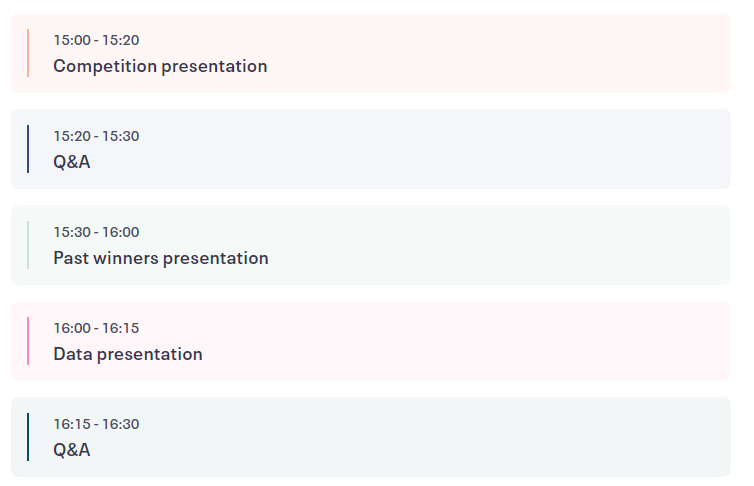 15:00 - 15:20
Competition presentation
15:20 - 15:30
Q&A
15:30 - 16:00
Past winners presentation
16:00 - 16:15
Data presentation
16:15 - 16:30
Q&A